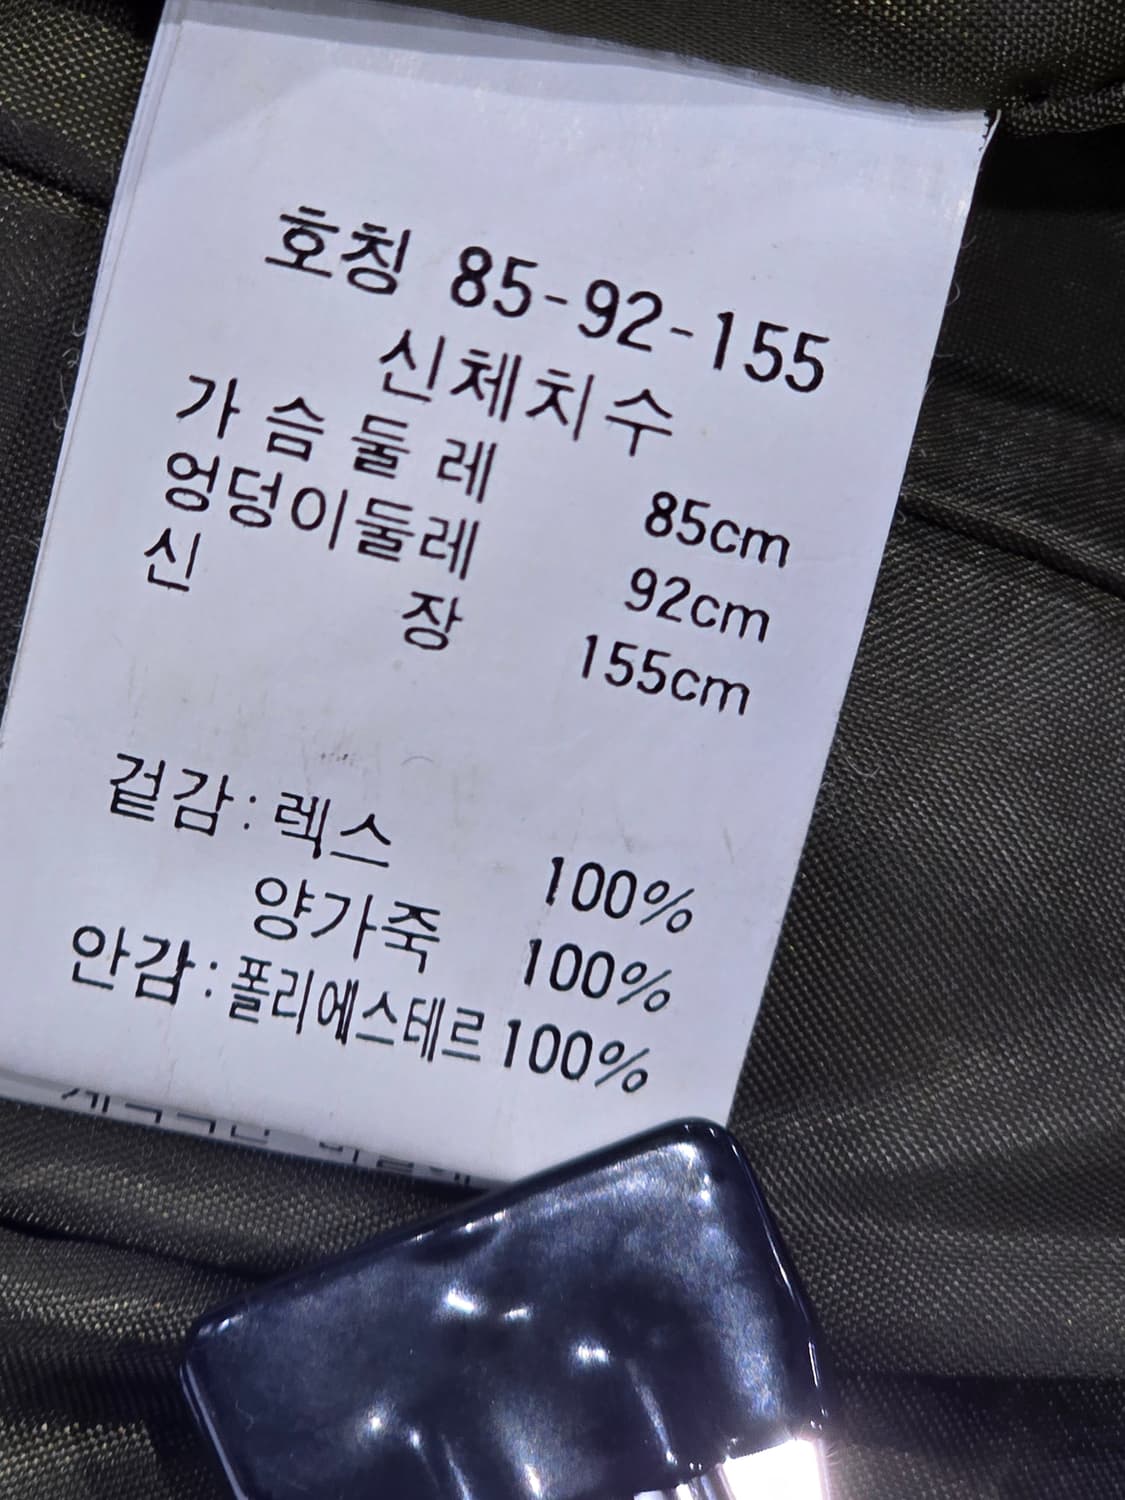 호칭 85-92-155
신체치수
가슴둘레 85cm
엉덩이둘레 92cm
신 장 155cm
겉감:렉스 100%
양가죽 100%
안감:폴리에스테르 100%